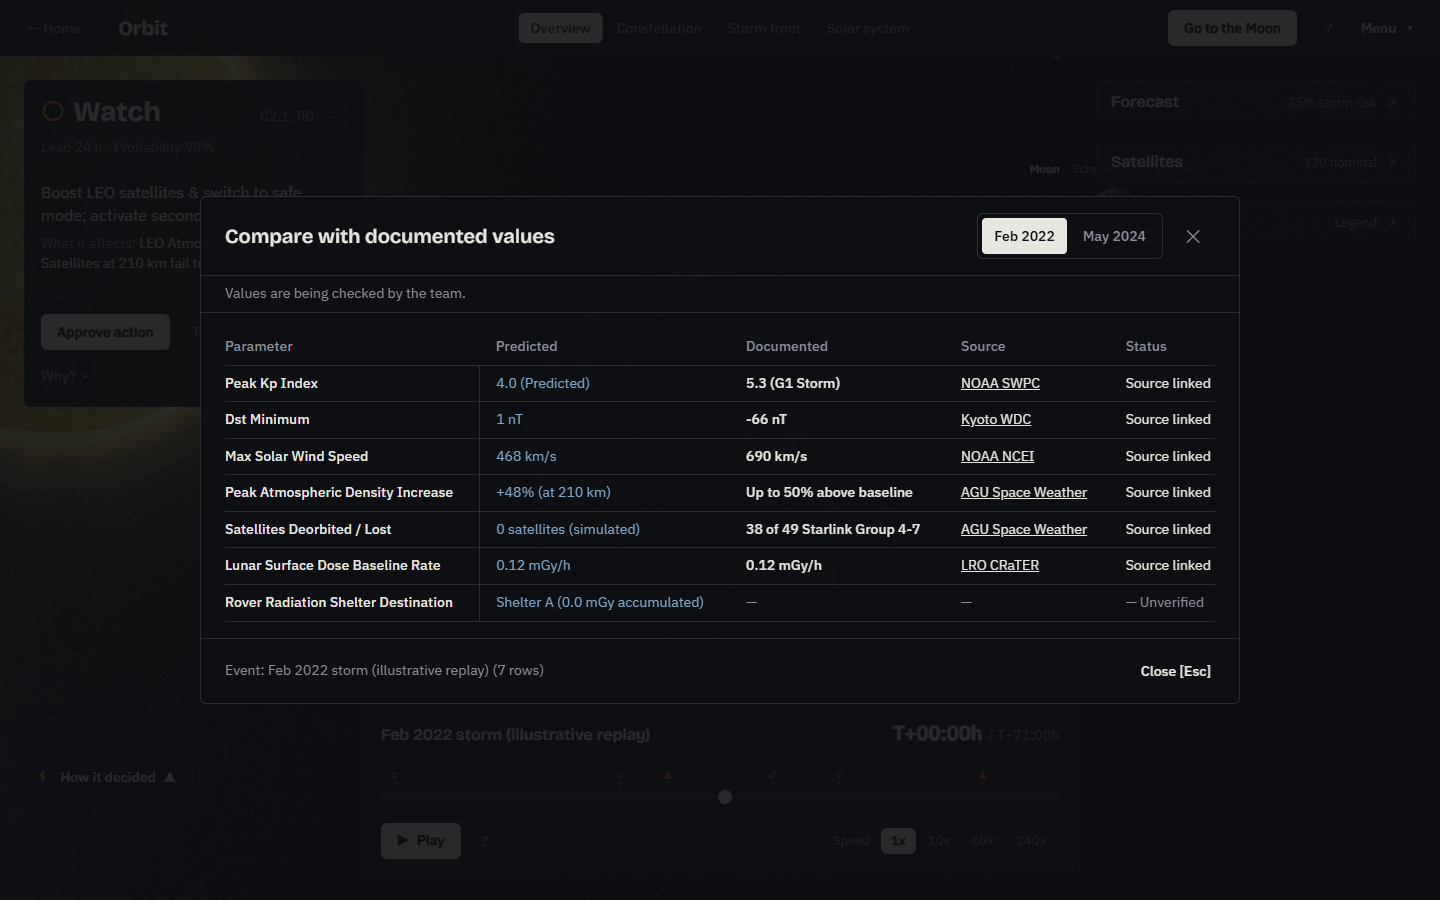 ← Home
Orbit
Overview
Constellation
Storm front
Solar system
Go to the Moon
?
Menu ▾
Watch
C2.1, R0
–
Lead 24 h · Probability 98%
Boost LEO satellites & switch to safe
mode; activate second
What it affects: LEO Atmo
Satellites at 210 km fail t
Approve action
Why?
Forecast
35% storm risk
Moon · Sche
Satellites
120 nominal
Legend
Compare with documented values
Feb 2022
May 2024
Values are being checked by the team.
Parameter Predicted Documented Source Status
Peak Kp Index 4.0 (Predicted) 5.3 (G1 Storm) NOAA SWPC Source linked
Dst Minimum 1 nT -66 nT Kyoto WDC Source linked
Max Solar Wind Speed 468 km/s 690 km/s NOAA NCEI Source linked
Peak Atmospheric Density Increase +48% (at 210 km) Up to 50% above baseline AGU Space Weather Source linked
Satellites Deorbited / Lost 0 satellites (simulated) 38 of 49 Starlink Group 4-7 AGU Space Weather Source linked
Lunar Surface Dose Baseline Rate 0.12 mGy/h 0.12 mGy/h LRO CRaTER Source linked
Rover Radiation Shelter Destination Shelter A (0.0 mGy accumulated) — — — Unverified
Event: Feb 2022 storm (illustrative replay) (7 rows)
Close [Esc]
Feb 2022 storm (illustrative replay)
T+00:00h / T+71:00h
How it decided ▲
▶ Play
?
Speed 1x 10x 60x 240x